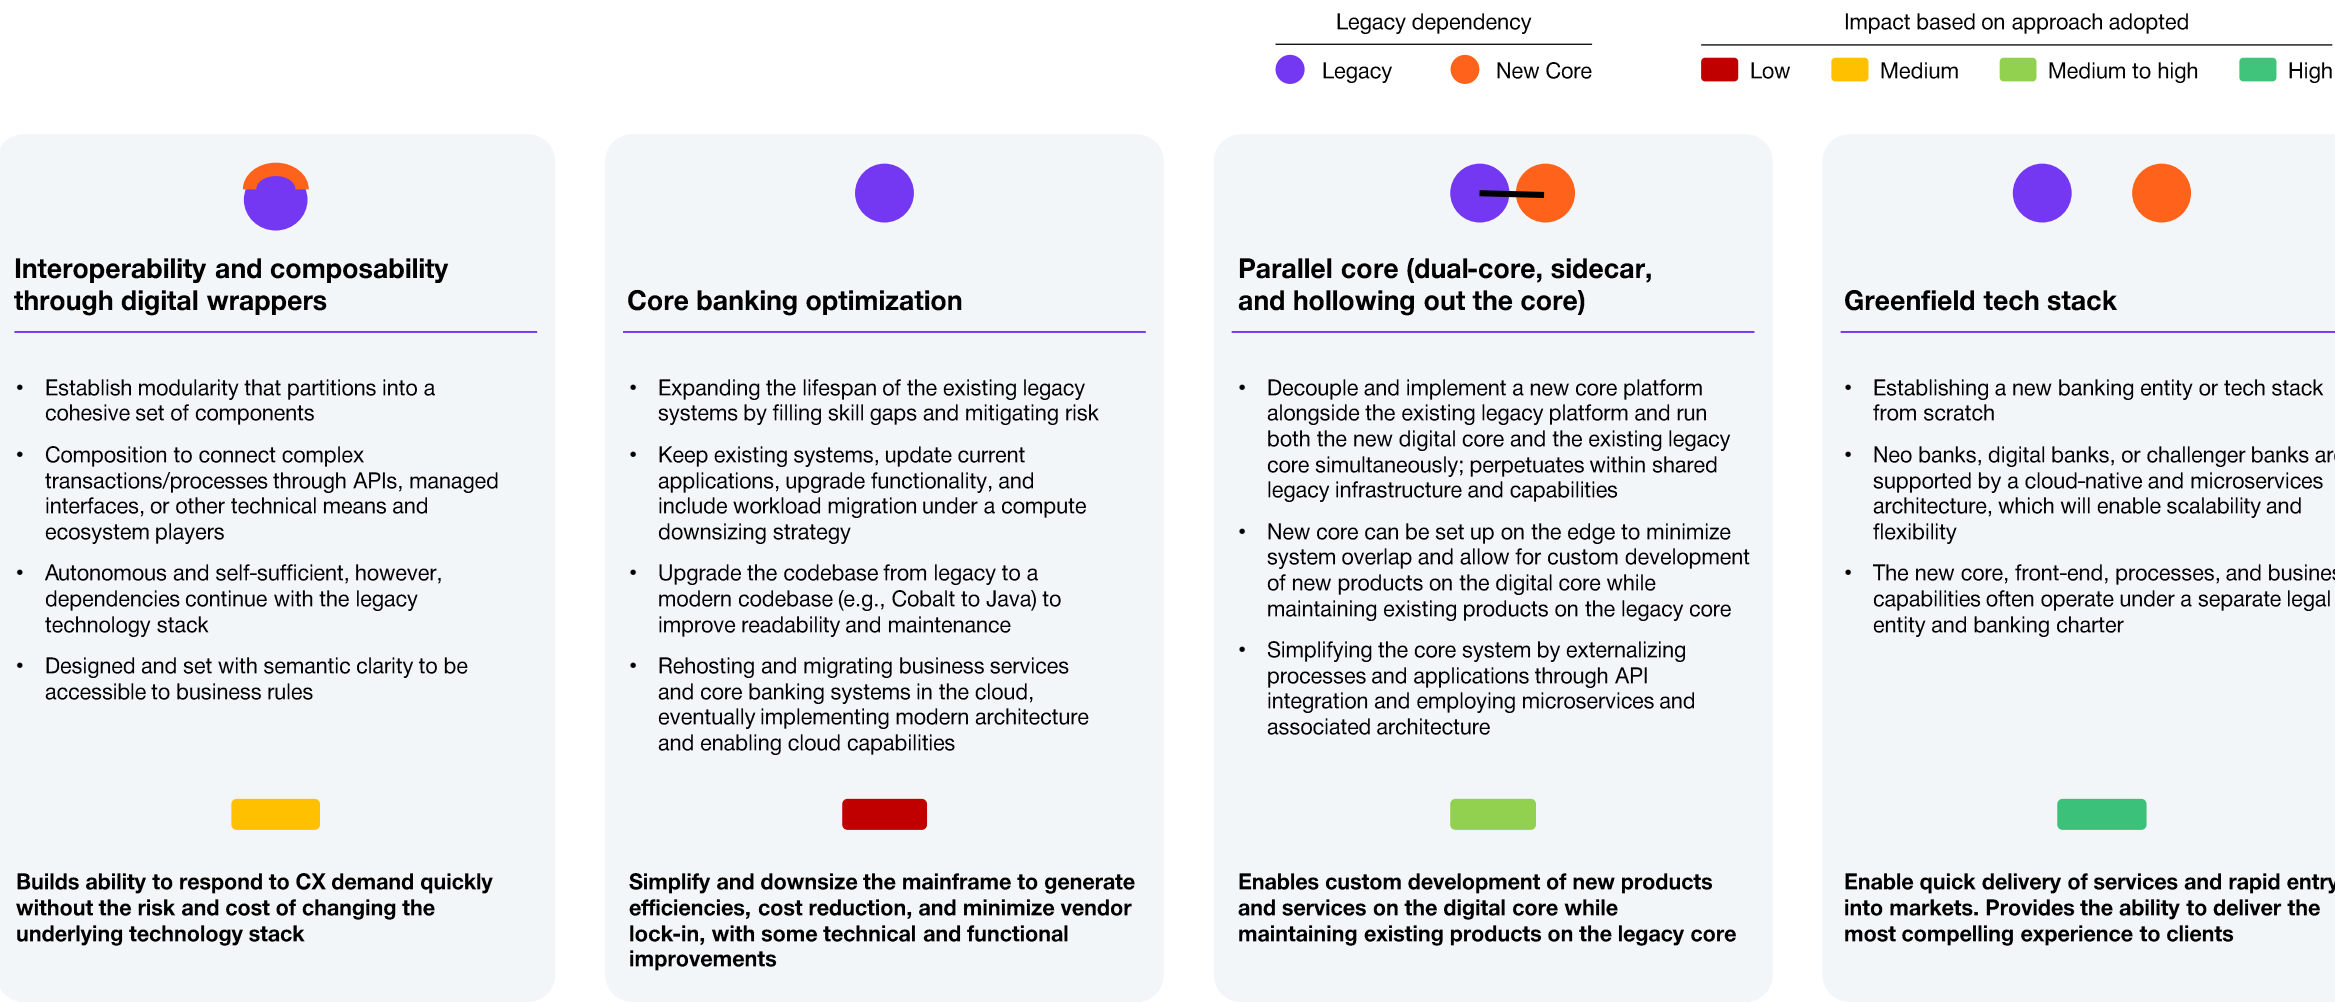 Legacy dependency
Legacy
New Core
Impact based on approach adopted
Low
Medium
Medium to high
High
Interoperability and composability
through digital wrappers
• Establish modularity that partitions into a
cohesive set of components
• Composition to connect complex
transactions/processes through APIs, managed
interfaces, or other technical means and
ecosystem players
• Autonomous and self-sufficient, however,
dependencies continue with the legacy
technology stack
• Designed and set with semantic clarity to be
accessible to business rules
Builds ability to respond to CX demand quickly
without the risk and cost of changing the
underlying technology stack
Core banking optimization
• Expanding the lifespan of the existing legacy
systems by filling skill gaps and mitigating risk
• Keep existing systems, update current
applications, upgrade functionality, and
include workload migration under a compute
downsizing strategy
• Upgrade the codebase from legacy to a
modern codebase (e.g., Cobalt to Java) to
improve readability and maintenance
• Rehosting and migrating business services
and core banking systems in the cloud,
eventually implementing modern architecture
and enabling cloud capabilities
Simplify and downsize the mainframe to generate
efficiencies, cost reduction, and minimize vendor
lock-in, with some technical and functional
improvements
Parallel core (dual-core, sidecar,
and hollowing out the core)
• Decouple and implement a new core platform
alongside the existing legacy platform and run
both the new digital core and the existing legacy
core simultaneously; perpetuates within shared
legacy infrastructure and capabilities
• New core can be set up on the edge to minimize
system overlap and allow for custom development
of new products on the digital core while
maintaining existing products on the legacy core
• Simplifying the core system by externalizing
processes and applications through API
integration and employing microservices and
associated architecture
Enables custom development of new products
and services on the digital core while
maintaining existing products on the legacy core
Greenfield tech stack
• Establishing a new banking entity or tech stack
from scratch
• Neo banks, digital banks, or challenger banks
supported by a cloud-native and microservices
architecture, which will enable scalability and
flexibility
• The new core, front-end, processes, and
capabilities often operate under a separate legal
entity and banking charter
Enable quick delivery of services and rapid entry
into markets. Provides the ability to deliver the
most compelling experience to clients